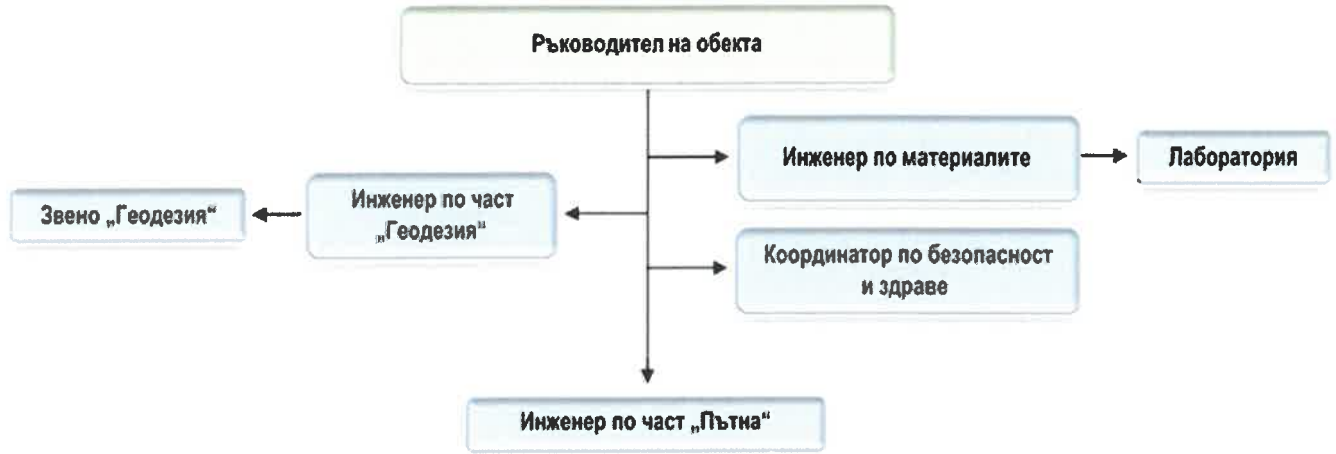 Ръководител на обекта
Инженер по материалите
Лаборатория
Звено „Геодезия“
Инженер по част
„Геодезия“
Координатор по безопасност
и здраве
Инженер по част „Пътна“